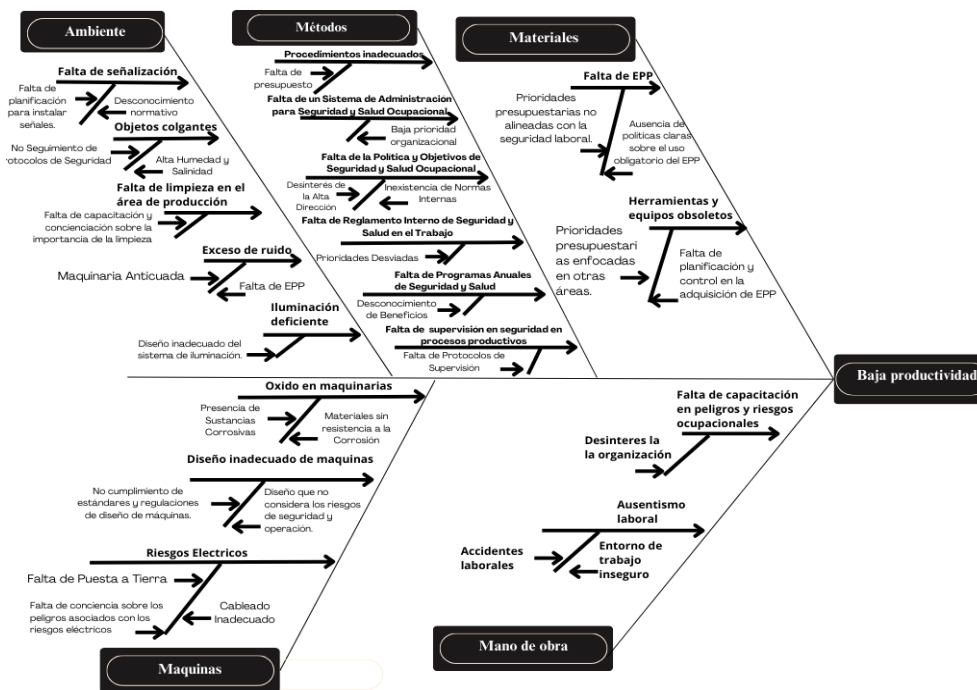 Ambiente
Falta de señalización
Falta de
planificación
para instalar
señales.
Desconocimiento
normativo
Objetos colgantes
No Seguimiento de
rotocolos de Seguridad
Alta Humedad y
Salinidad
Falta de limpieza en el
área de producción
Falta de capacitación y
concienciación sobre la
importancia de la limpieza
Exceso de ruido
Maquinaria Anticuada
Falta de EPP
Iluminación
deficiente
Diseño inadecuado del
sistema de iluminación.
Métodos
Procedimientos inadecuados
Falta de
presupuesto
Falta de un Sistema de Administración
para Seguridad y Salud Ocupacional
Baja prioridad
organizacional
Falta de la Politica y Objetivos de
Seguridad y Salud Ocupacional
Desinterés de
la Alta
Dirección
Inexistencia de Normas
Internas
Falta de Reglamento Interno de Seguridad y
Salud en el Trabajo
Prioridades Desviadas
Falta de Programas Anuales
de Seguridad y Salud
Desconocimiento
de Beneficios
Falta de supervisión en seguridad en
procesos productivos
Falta de Protocolos de
Supervisión
Materiales
Falta de EPP
Prioridades
presupuestarias no
alineadas con la
seguridad laboral.
Ausencia de
políticas claras
sobre el uso
obligatorio del EPP
Herramientas y
equipos obsoletos
Prioridades
presupuestari
as enfocadas
en otras
áreas.
Falta de
planificación y
control en la
adquisición de EPP
Baja productividad
Oxido en maquinarias
Presencia de
Sustancias
Corrosivas
Materiales sin
resistencia a la
Corrosión
Diseño inadecuado de maquinas
No cumplimiento de
estándares y regulaciones
de diseño de máquinas.
Diseño que no
considera los riesgos
de seguridad y
operación.
Riesgos Electricos
Falta de Puesta a Tierra
Falta de conciencia sobre los
peligros asociados con los
riesgos eléctricos
Cableado
Inadecuado
Maquinas
Falta de capacitación
en peligros y riesgos
ocupacionales
Desinteres la
la organización
Ausentismo
laboral
Accidentes
laborales
Entorno de
trabajo
inseguro
Mano de obra